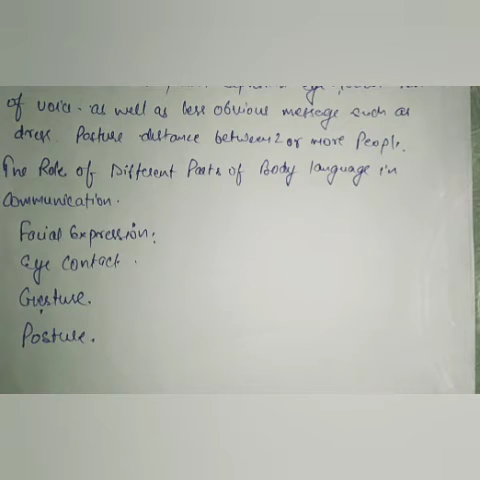 of voice. as well as less obvious message such as
dress. Posture distance between 2 or more People.
The Role of Different Parts of Body language in
Communication.
Facial Expression:
Eye Contact.
Gesture.
Posture.